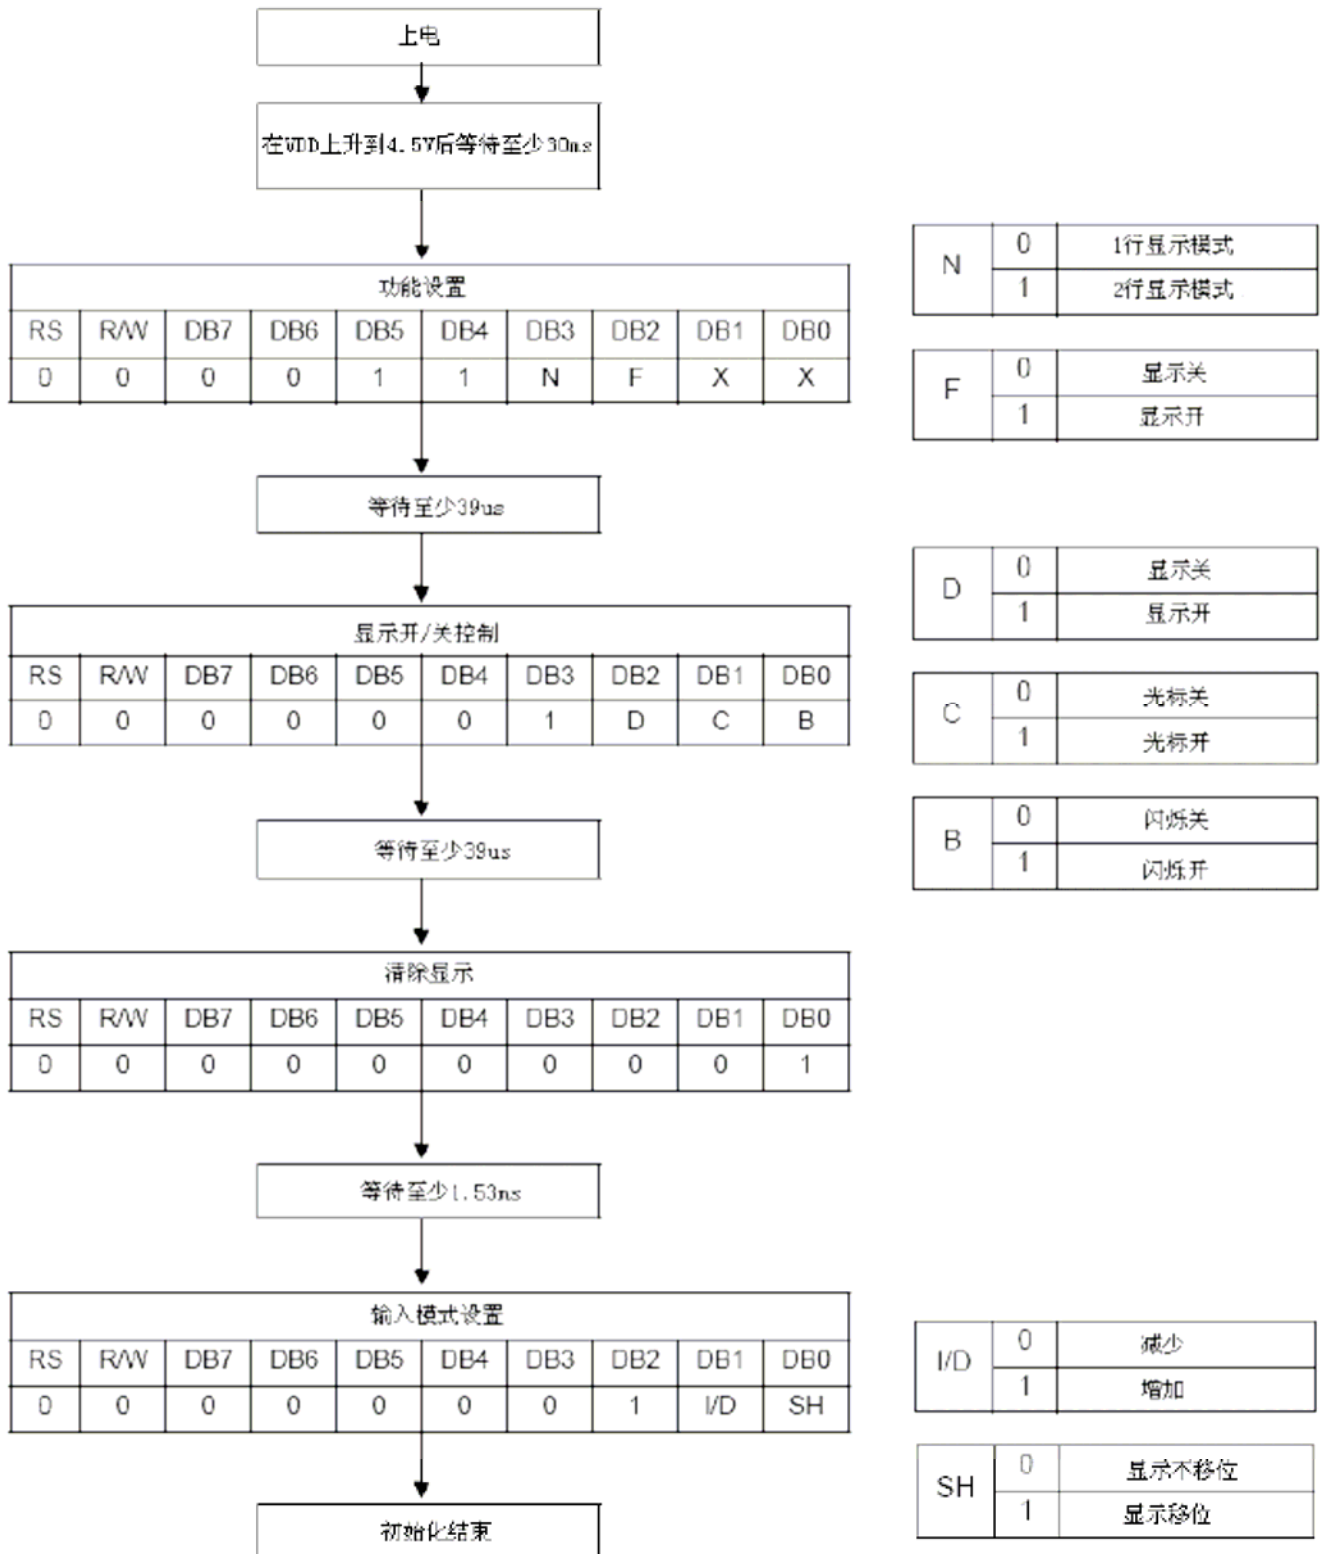 上电
在VDD上升到4.5V后等待至少30ms
功能设置
RS R/W DB7 DB6 DB5 DB4 DB3 DB2 DB1 DB0
0 0 0 0 1 1 N F X X
N 0 1行显示模式
1 2行显示模式
F 0 显示关
1 显示开
等待至少39us
显示开/关控制
RS R/W DB7 DB6 DB5 DB4 DB3 DB2 DB1 DB0
0 0 0 0 0 0 1 D C B
D 0 显示关
1 显示开
C 0 光标关
1 光标开
B 0 闪烁关
1 闪烁开
等待至少39us
清除显示
RS R/W DB7 DB6 DB5 DB4 DB3 DB2 DB1 DB0
0 0 0 0 0 0 0 0 0 1
等待至少1.53ms
输入模式设置
RS R/W DB7 DB6 DB5 DB4 DB3 DB2 DB1 DB0
0 0 0 0 0 0 0 1 I/D SH
I/D 0 减少
1 增加
SH 0 显示不移位
1 显示移位
初始化结束